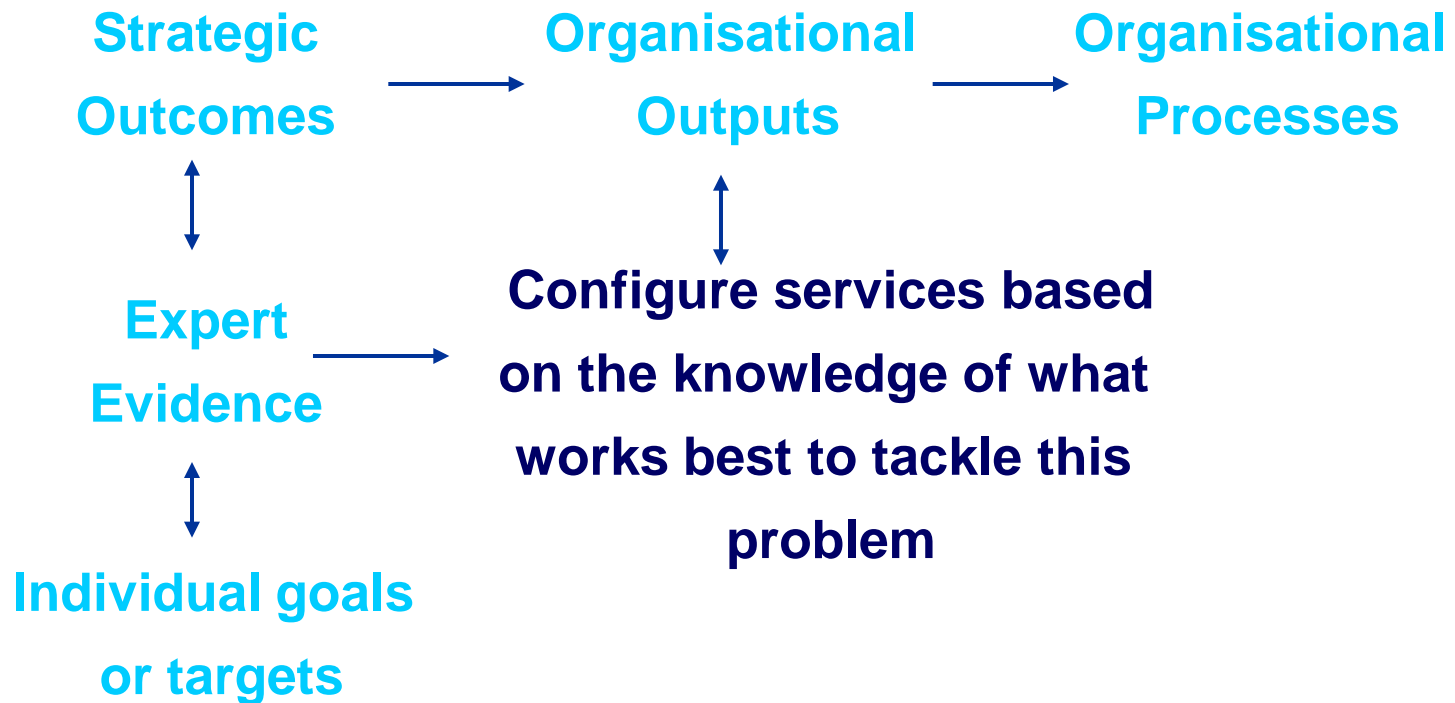 Strategic
Outcomes
Organisational
Outputs
Organisational
Processes
Expert
Evidence
Configure services based
on the knowledge of what
works best to tackle this
problem
Individual goals
or targets